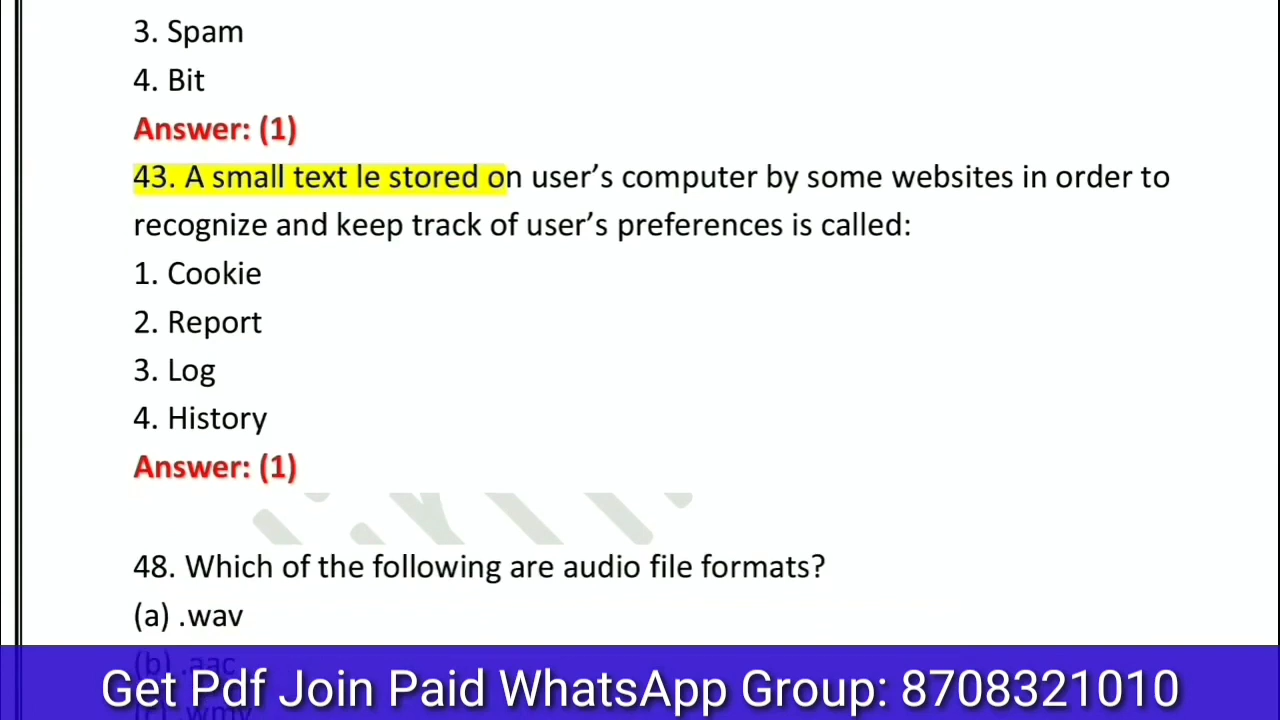 3. Spam
4. Bit
Answer: (1)
43. A small text le stored on user’s computer by some websites in order to
recognize and keep track of user’s preferences is called:
1. Cookie
2. Report
3. Log
4. History
Answer: (1)
48. Which of the following are audio file formats?
(a) .wav
(b) .aac
(c) .wmv
Get Pdf Join Paid WhatsApp Group: 8708321010